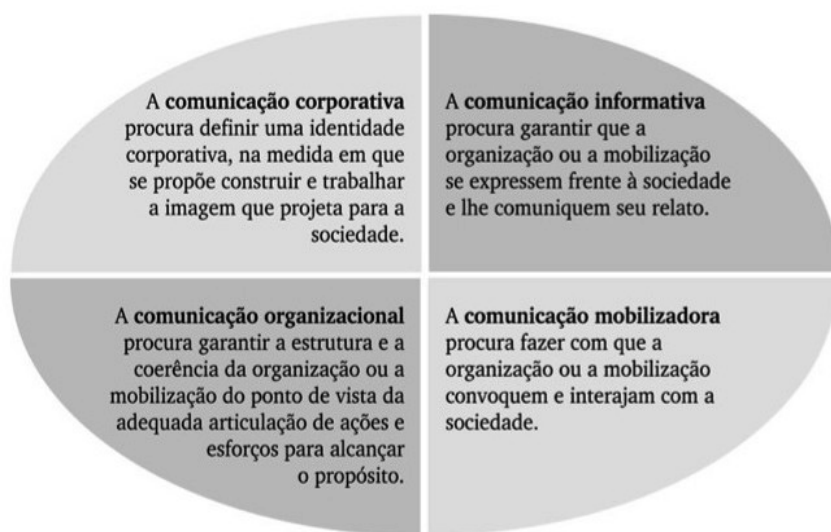 A comunicação corporativa
procura definir uma identidade
corporativa, na medida em que
se propõe construir e trabalhar
a imagem que projeta para a
sociedade.
A comunicação informativa
procura garantir que a
organização ou a mobilização
se expressem frente à sociedade
e lhe comuniquem seu relato.
A comunicação organizacional
procura garantir a estrutura e a
coerência da organização ou a
mobilização do ponto de vista da
adequada articulação de ações e
esforços para alcançar
o propósito.
A comunicação mobilizadora
procura fazer com que a
organização ou a mobilização
convoquem e interajam com a
sociedade.